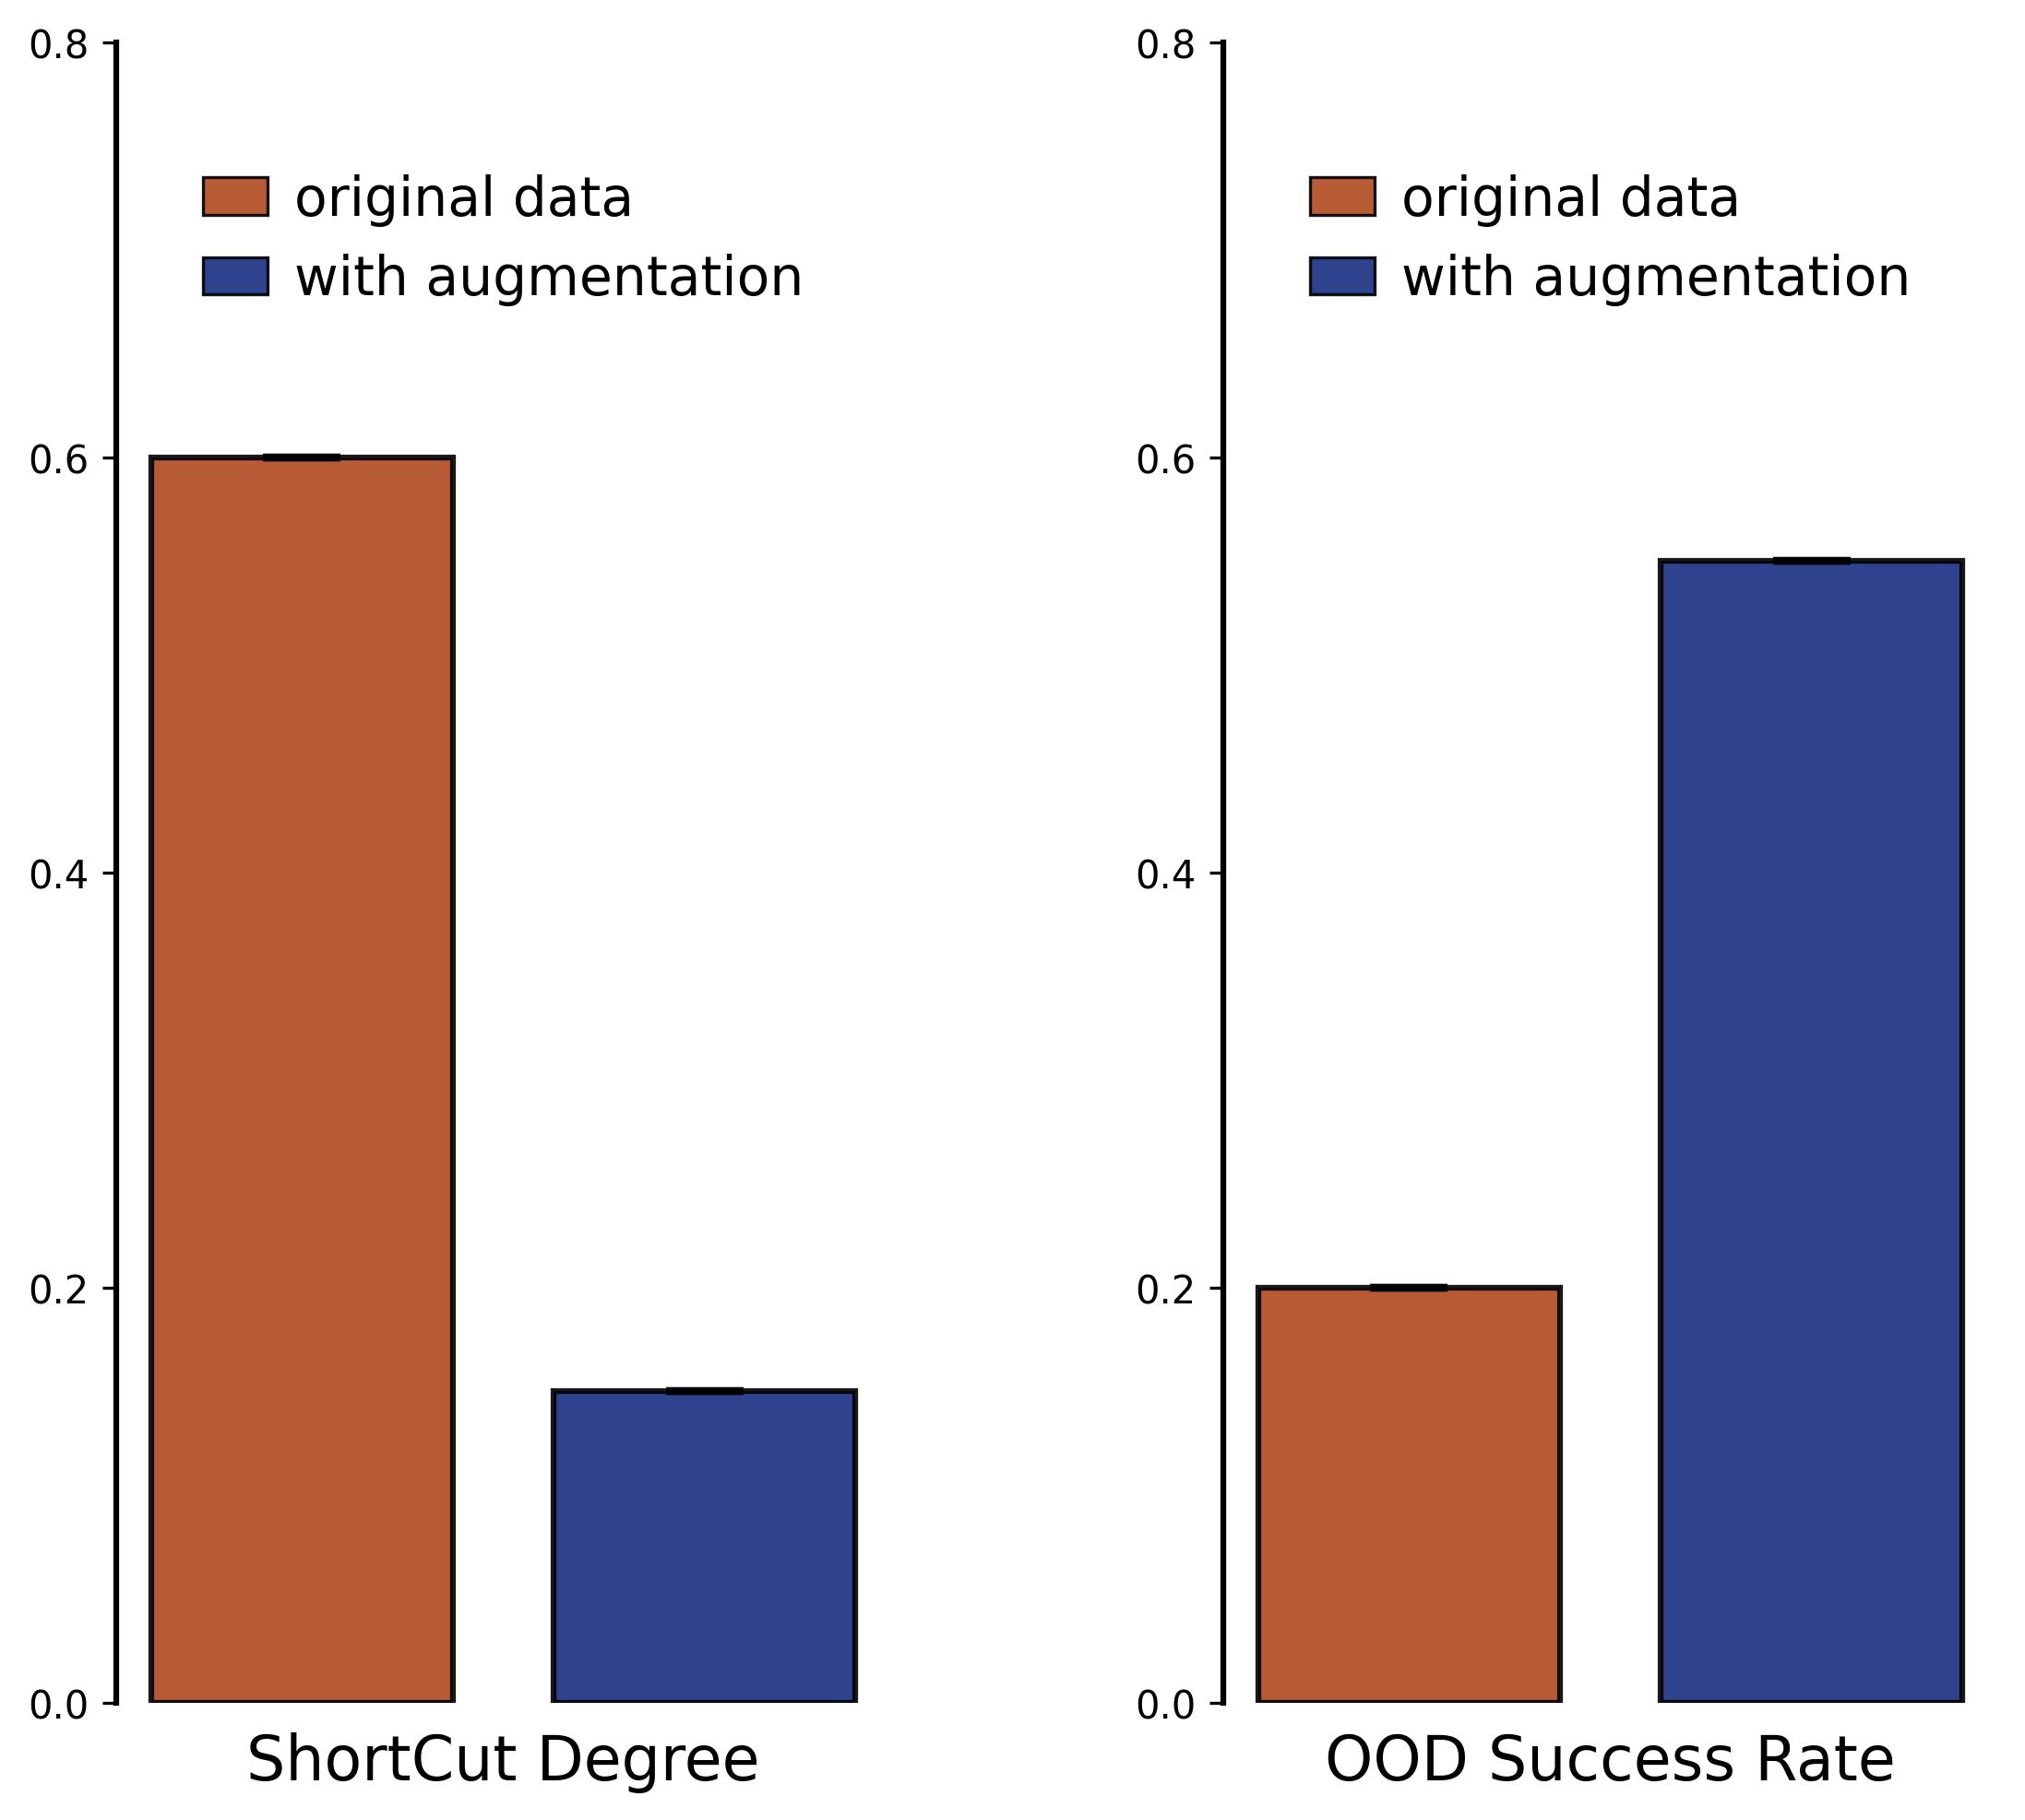 0.8
0.6
0.4
0.2
0.0
original data
with augmentation
ShortCut Degree
0.8
0.6
0.4
0.2
0.0
original data
with augmentation
OOD Success Rate